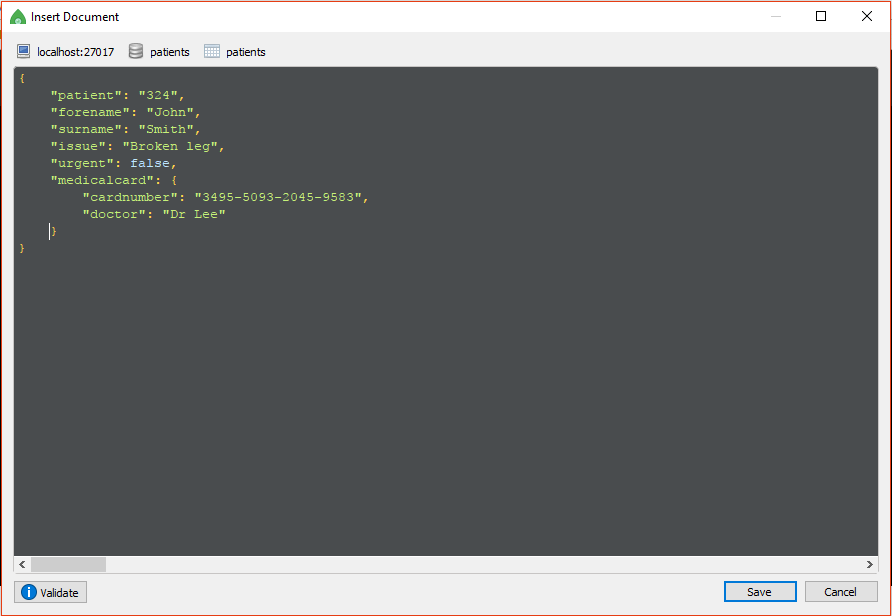 Insert Document
localhost:27017 patients patients
{
    "patient": "324",
    "forename": "John",
    "surname": "Smith",
    "issue": "Broken leg",
    "urgent": false,
    "medicalcard": {
        "cardnumber": "3495-5093-2045-9583",
        "doctor": "Dr Lee"
    }
}
Validate Save Cancel